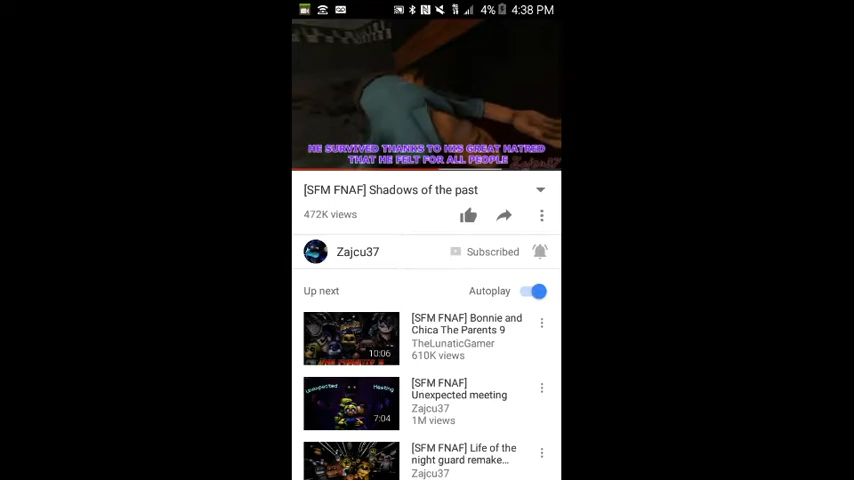 4% 4:38 PM
HE SURVIVED THANKS TO HIS GREAT HATRED
THAT HE FELT FOR ALL PEOPLE
Zajcu37
[SFM FNAF] Shadows of the past
472K views
Zajcu37
Subscribed
Up next
Autoplay
[SFM FNAF] Bonnie and
Chica The Parents 9
TheLunaticGamer
610K views
10:06
[SFM FNAF]
Unexpected meeting
Zajcu37
1M views
Unexpected Meeting
7:04
[SFM FNAF] Life of the
night guard remake...
Zajcu37